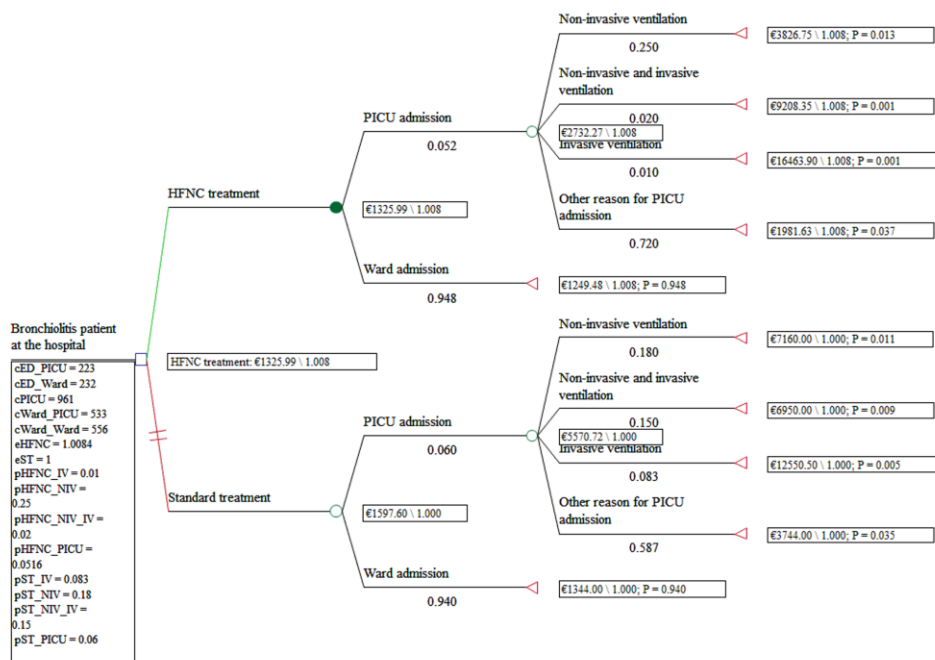 Non-invasive ventilation
0.250
€3826.75 \ 1.008; P = 0.013
Non-invasive and invasive
ventilation
0.020
€9208.35 \ 1.008; P = 0.001
PICU admission
0.052
€2732.27 \ 1.008
Invasive ventilation
0.010
€16463.90 \ 1.008; P = 0.001
HFNC treatment
€1325.99 \ 1.008
Other reason for PICU
admission
0.720
€1981.63 \ 1.008; P = 0.037
Ward admission
0.948
€1249.48 \ 1.008; P = 0.948
Bronchiolitis patient
at the hospital
cED_PICU = 223
cED_Ward = 232
cPICU = 961
cWard_PICU = 533
cWard_Ward = 556
eHFNC = 1.0084
eST = 1
pHFNC_IV = 0.01
pHFNC_NIV =
0.25
pHFNC_NIV_IV =
0.02
pHFNC_PICU =
0.0516
pST_IV = 0.083
pST_NIV = 0.18
pST_NIV_IV =
0.15
pST_PICU = 0.06
HFNC treatment: €1325.99 \ 1.008
Non-invasive ventilation
0.180
€7160.00 \ 1.000; P = 0.011
Non-invasive and invasive
ventilation
0.150
€6950.00 \ 1.000; P = 0.009
PICU admission
0.060
€5570.72 \ 1.000
Invasive ventilation
0.083
€12550.50 \ 1.000; P = 0.005
Standard treatment
€1597.60 \ 1.000
Other reason for PICU
admission
0.587
€3744.00 \ 1.000; P = 0.035
Ward admission
0.940
€1344.00 \ 1.000; P = 0.940